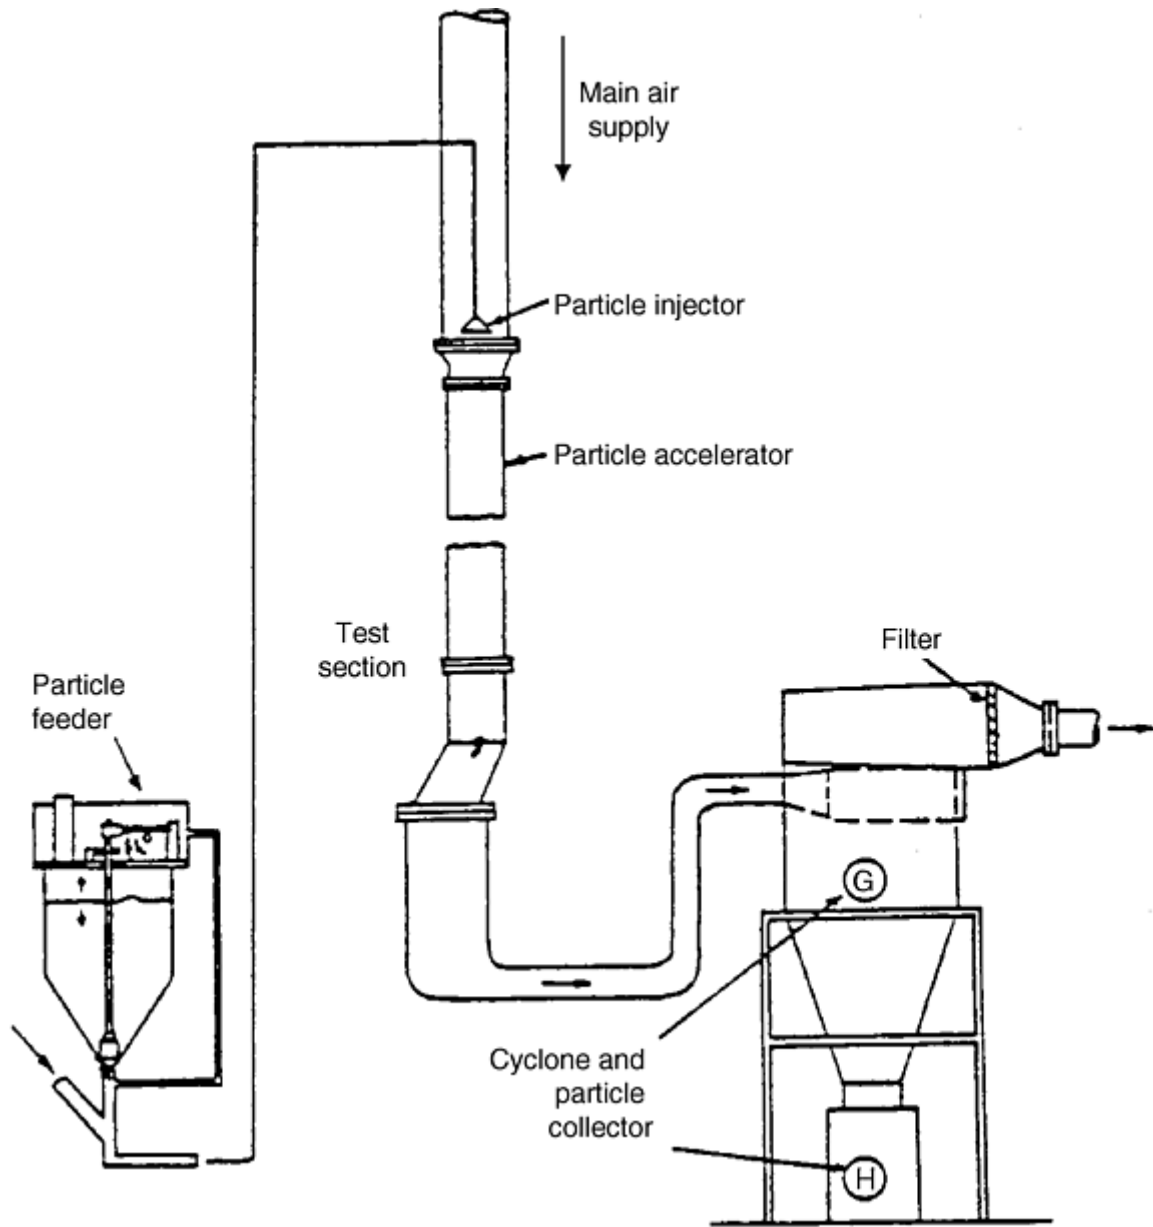 Main air
supply
Particle injector
Particle accelerator
Test
section
Filter
Particle
feeder
G
Cyclone and
particle
collector
H